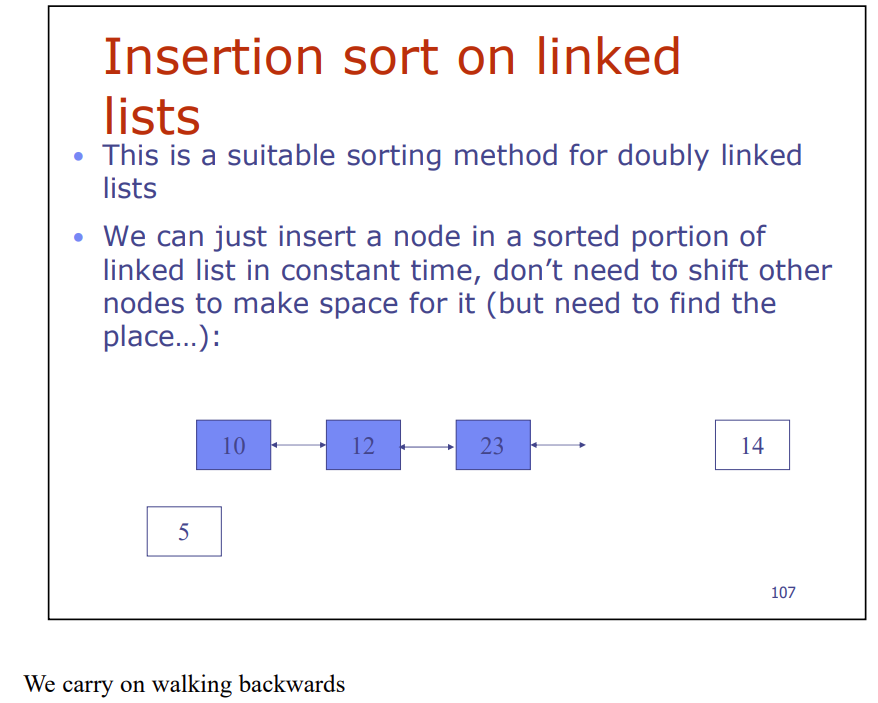 Insertion sort on linked
lists
• This is a suitable sorting method for doubly linked
lists
• We can just insert a node in a sorted portion of
linked list in constant time, don’t need to shift other
nodes to make space for it (but need to find the
place…):
10 12 23 14
5
107
We carry on walking backwards